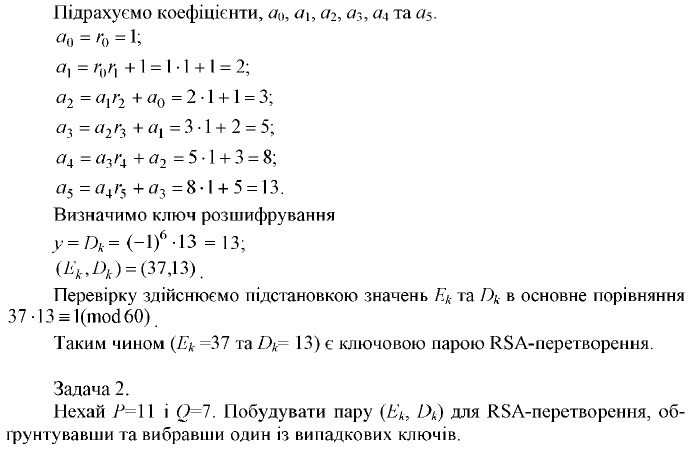 Підрахуємо коефіцієнти, a₀, a₁, a₂, a₃, a₄ та a₅.
a₀ = r₀ = 1;
a₁ = r₀r₁ + 1 = 1·1 + 1 = 2;
a₂ = a₁r₂ + a₀ = 2·1 + 1 = 3;
a₃ = a₂r₃ + a₁ = 3·1 + 2 = 5;
a₄ = a₃r₄ + a₂ = 5·1 + 3 = 8;
a₅ = a₄r₅ + a₃ = 8·1 + 5 = 13.
Визначимо ключ розшифрування
y = Dₖ = (−1)⁶·13 = 13;
(Eₖ, Dₖ) = (37,13).
Перевірку здійснюємо підстановкою значень Eₖ та Dₖ в основне порівняння
37·13 ≡ 1(mod 60).
Таким чином (Eₖ =37 та Dₖ= 13) є ключовою парою RSA-перетворення.
Задача 2.
Нехай P=11 і Q=7. Побудувати пару (Eₖ, Dₖ) для RSA-перетворення, об-
ґрунтувавши та вибравши один із випадкових ключів.